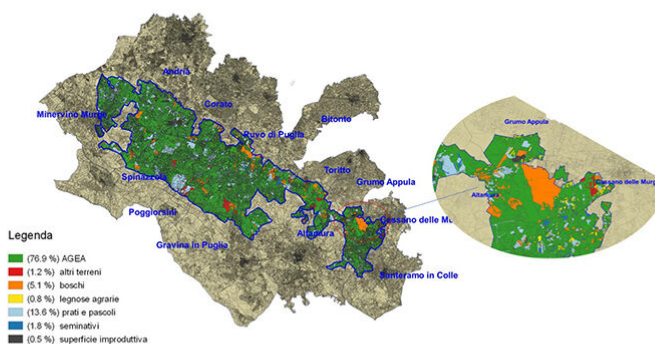 Andria
Corato
Minervino Murge
Bitonto
Ruvo di Puglia
Toritto
Grumo Appula
Spinazzola
Poggiorsini
Cassano delle Mu
Altamura
Gravina in Puglia
Santeramo in Colle
Grumo Appula
Altamura
Cassano delle Murg
Legenda
(76.9 %) AGEA
(1.2 %) altri terreni
(5.1 %) boschi
(0.8 %) legnose agrarie
(13.6 %) prati e pascoli
(1.8 %) seminativi
(0.5 %) superficie improduttiva